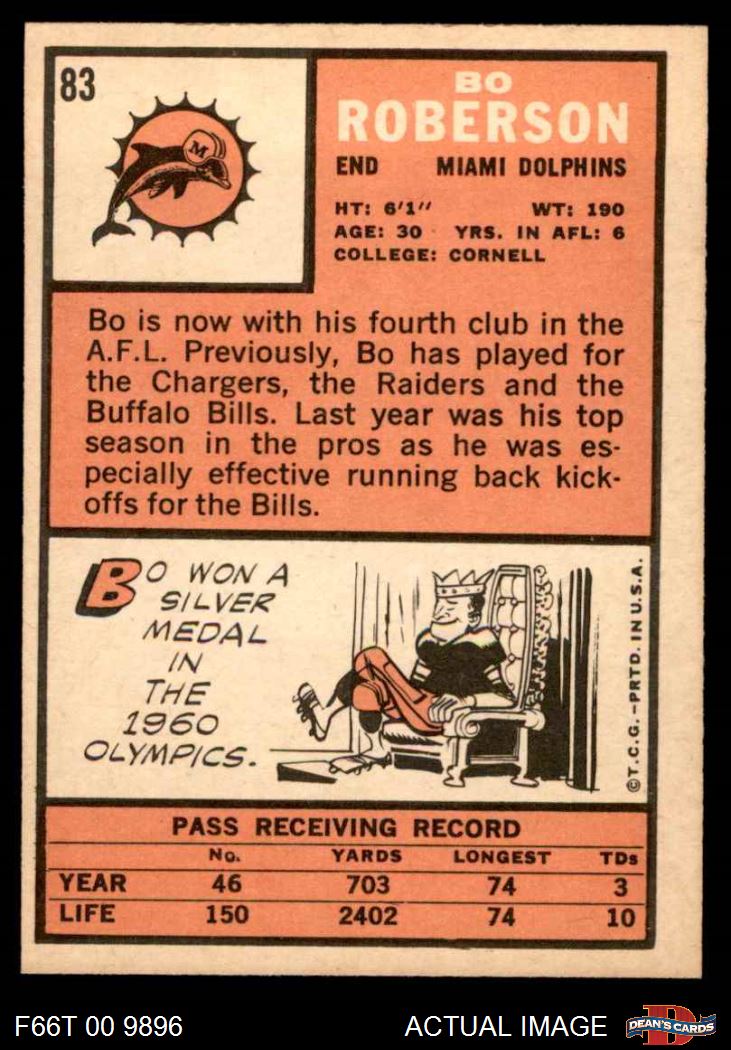 83
M
BO
ROBERSON
END MIAMI DOLPHINS
HT: 6'1" WT: 190
AGE: 30 YRS. IN AFL: 6
COLLEGE: CORNELL
Bo is now with his fourth club in the
A.F.L. Previously, Bo has played for
the Chargers, the Raiders and the
Buffalo Bills. Last year was his top
season in the pros as he was es-
pecially effective running back kick-
offs for the Bills.
BO WON A
SILVER
MEDAL
IN
THE
1960
OLYMPICS.
©T.C.G.—PRTD. IN U.S.A.
PASS RECEIVING RECORD
No. YARDS LONGEST TDs
YEAR 46 703 74 3
LIFE 150 2402 74 10
F66T 00 9896 ACTUAL IMAGE D DEAN'S CARDS